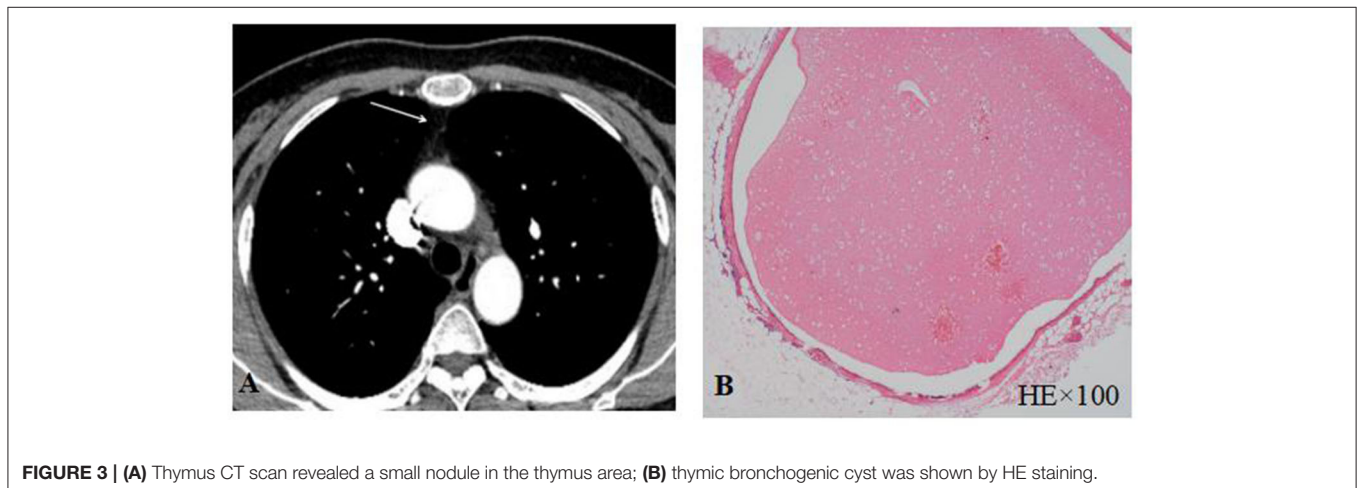 A
B
HE×100
FIGURE 3 | (A) Thymus CT scan revealed a small nodule in the thymus area; (B) thymic bronchogenic cyst was shown by HE staining.